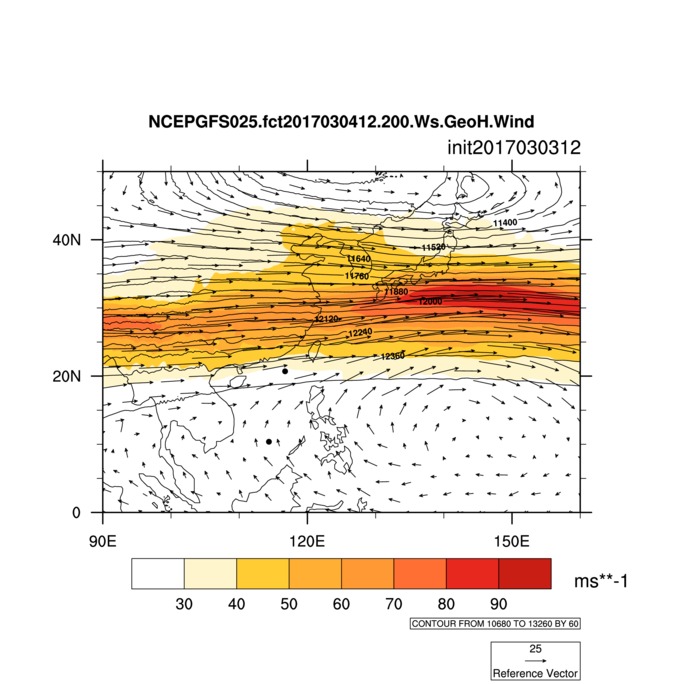 NCEPGFS025.fct2017030412.200.Ws.GeoH.Wind
init2017030312
11400
40N
11520
11640
11760
11880
12000
12120
12240
12360
20N
0
90E 120E 150E
ms**-1
30 40 50 60 70 80 90
CONTOUR FROM 10680 TO 13260 BY 60
25
Reference Vector